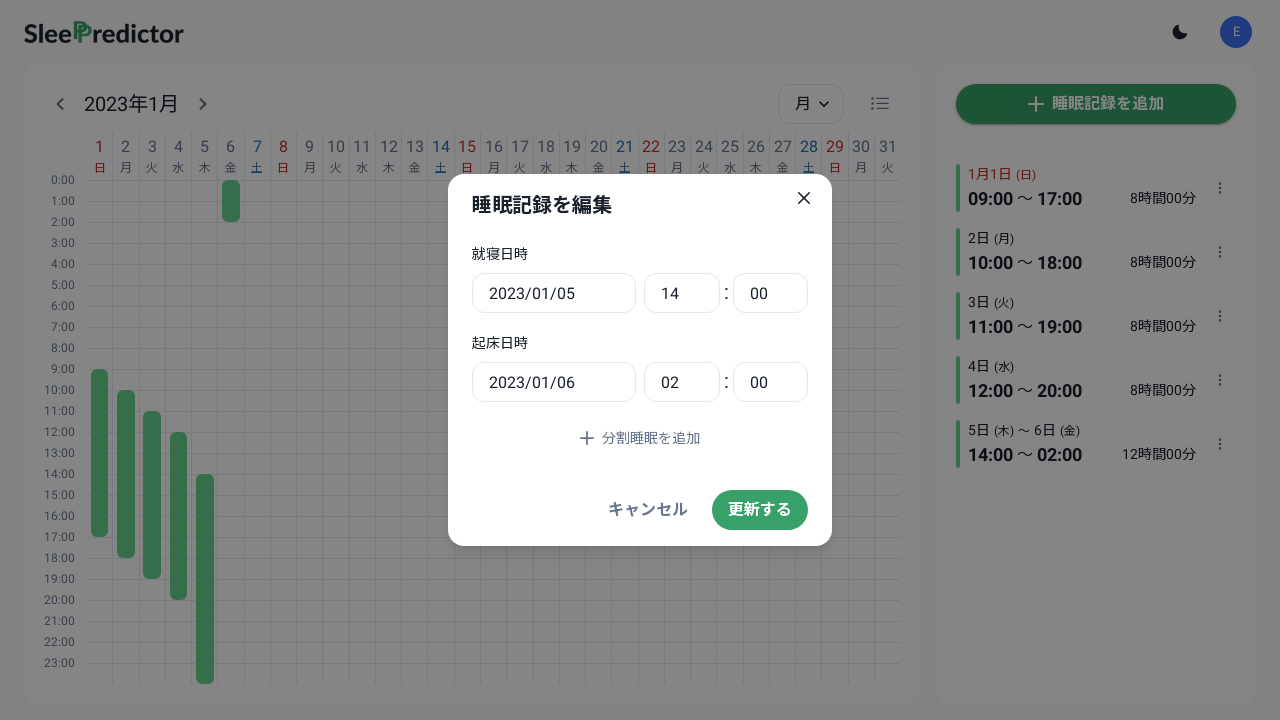 SleePredictor
E
2023年1月
月
睡眠記録を追加
1 2 3 4 5 6 7 8 9 10 11 12 13 14 15 16 17 18 19 20 21 22 23 24 25 26 27 28 29 30 31
日 月 火 水 木 金 土 日 月 火 水 木 金 土 日 月 火 水 木 金 土 日 月 火 水 木 金 土 日 月 火
0:00
1:00
2:00
3:00
4:00
5:00
6:00
7:00
8:00
9:00
10:00
11:00
12:00
13:00
14:00
15:00
16:00
17:00
18:00
19:00
20:00
21:00
22:00
23:00
睡眠記録を編集
就寝日時
2023/01/05 14 : 00
起床日時
2023/01/06 02 : 00
分割睡眠を追加
キャンセル 更新する
1月1日 (日)
09:00 〜 17:00 8時間00分
2日 (月)
10:00 〜 18:00 8時間00分
3日 (火)
11:00 〜 19:00 8時間00分
4日 (水)
12:00 〜 20:00 8時間00分
5日 (木) 〜 6日 (金)
14:00 〜 02:00 12時間00分